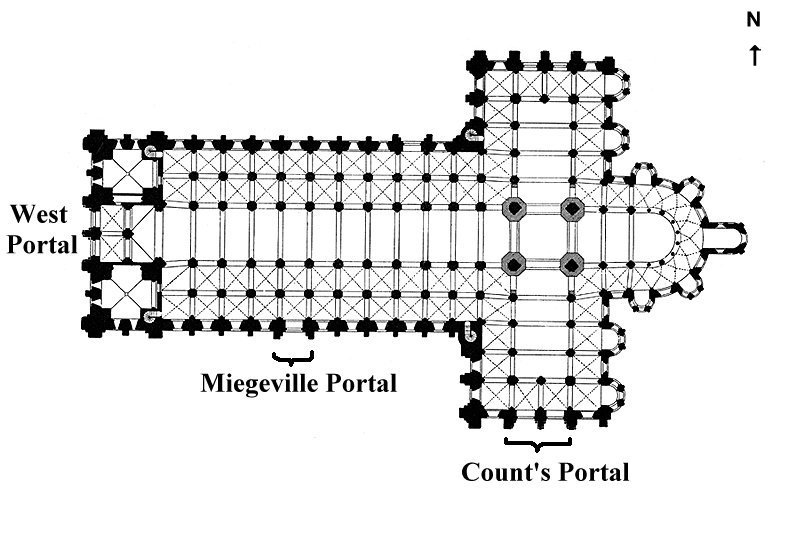 N
↑
West
Portal
Miegeville Portal
Count's Portal